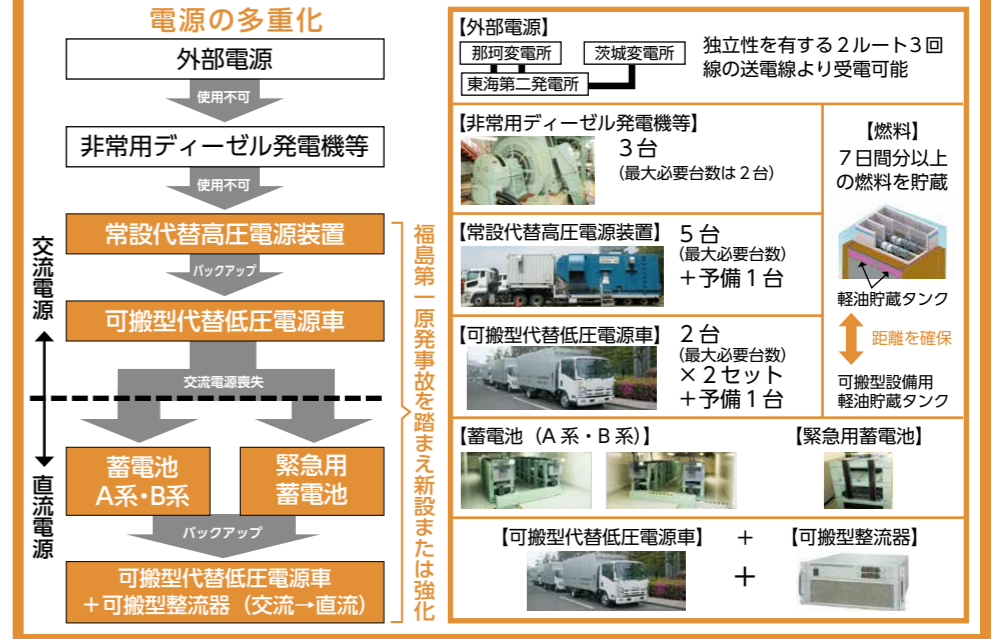 電源の多重化
外部電源
使用不可
非常用ディーゼル発電機等
使用不可
常設代替高圧電源装置
バックアップ
可搬型代替低圧電源車
交流電源喪失
蓄電池
A系・B系
緊急用
蓄電池
バックアップ
可搬型代替低圧電源車
＋可搬型整流器（交流→直流）
交流電源
直流電源
福島第一原発事故を踏まえ新設または強化
【外部電源】
那珂変電所
茨城変電所
東海第二発電所
独立性を有する２ルート３回
線の送電線より受電可能
【非常用ディーゼル発電機等】
３台
（最大必要台数は２台）
【燃料】
７日間分以上
の燃料を貯蔵
軽油貯蔵タンク
距離を確保
可搬型設備用
軽油貯蔵タンク
【常設代替高圧電源装置】
５台
（最大必要台数）
＋予備１台
【可搬型代替低圧電源車】
２台
（最大必要台数）
×２セット
＋予備１台
【蓄電池（A系・B系）】
【緊急用蓄電池】
【可搬型代替低圧電源車】　＋　【可搬型整流器】
＋